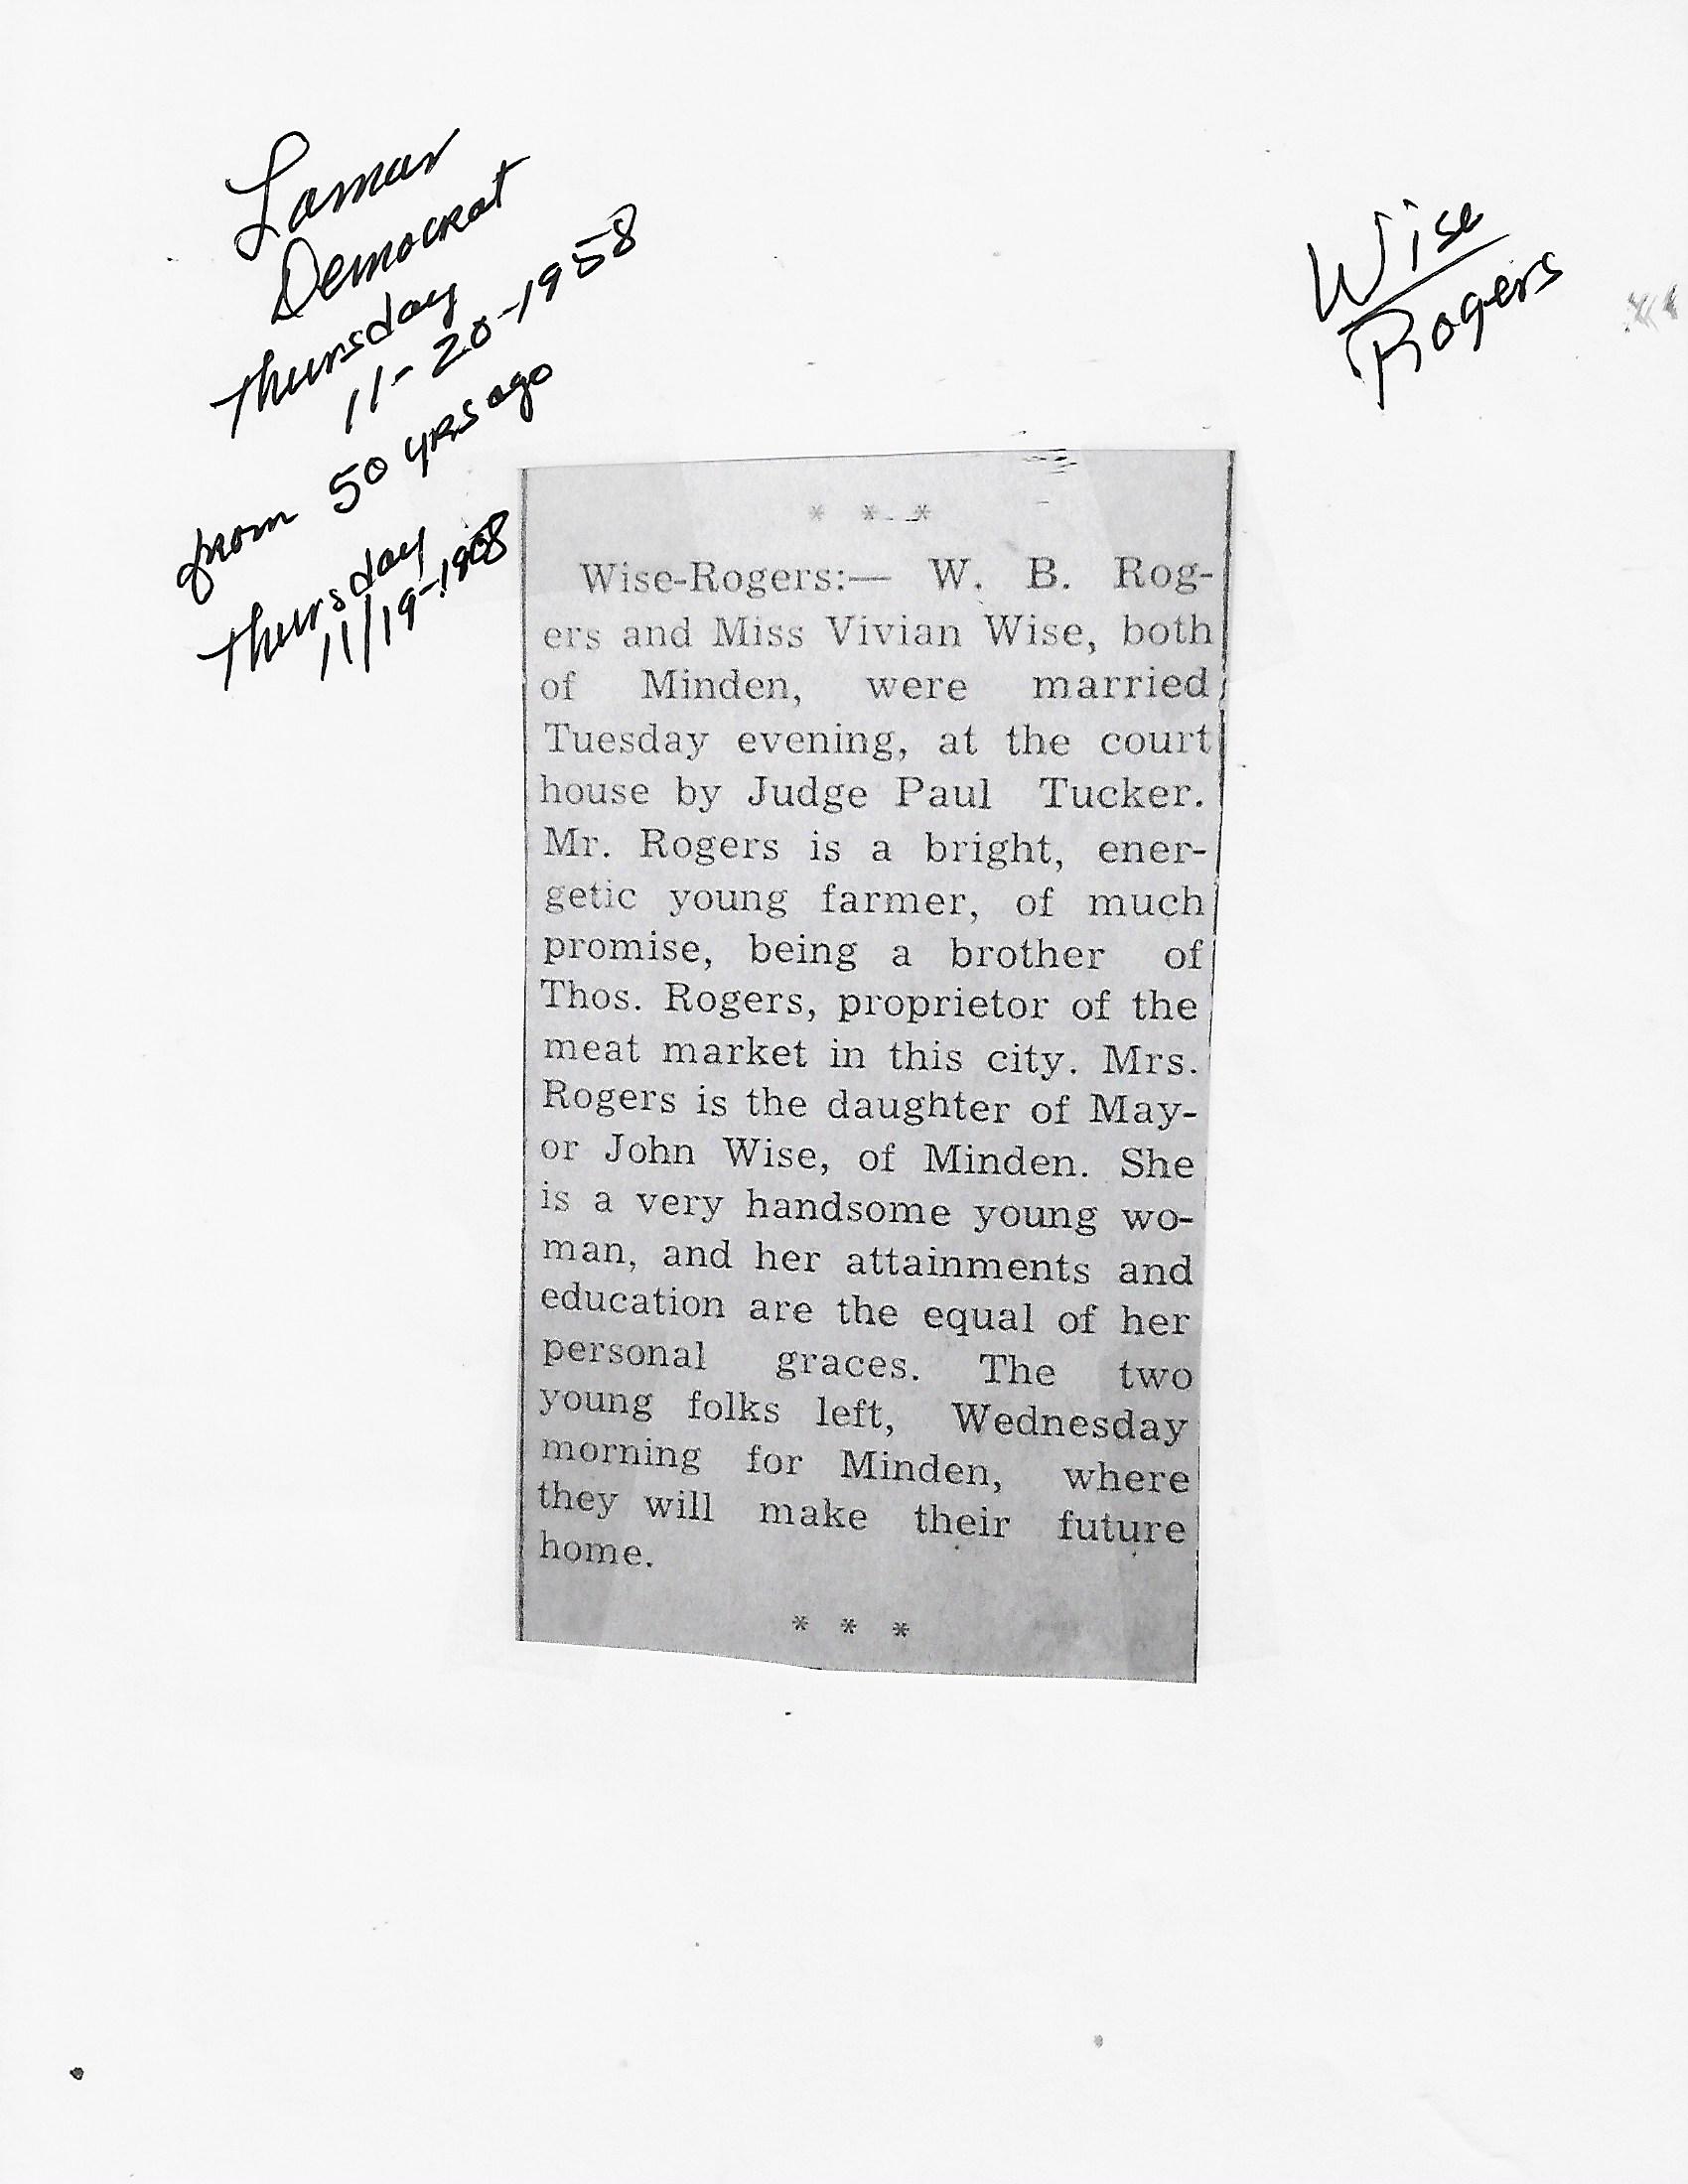 Lamar
Democrat
Thursday
11-20-1958
from 50 yrs ago
Thursday
11/19-1908
Wise
Rogers
* * *
Wise-Rogers:— W. B. Rog-
ers and Miss Vivian Wise, both
of Minden, were married
Tuesday evening, at the court
house by Judge Paul Tucker.
Mr. Rogers is a bright, ener-
getic young farmer, of much
promise, being a brother of
Thos. Rogers, proprietor of the
meat market in this city. Mrs.
Rogers is the daughter of May-
or John Wise, of Minden. She
is a very handsome young wo-
man, and her attainments and
education are the equal of her
personal graces. The two
young folks left, Wednesday
morning for Minden, where
they will make their future
home.
* * *